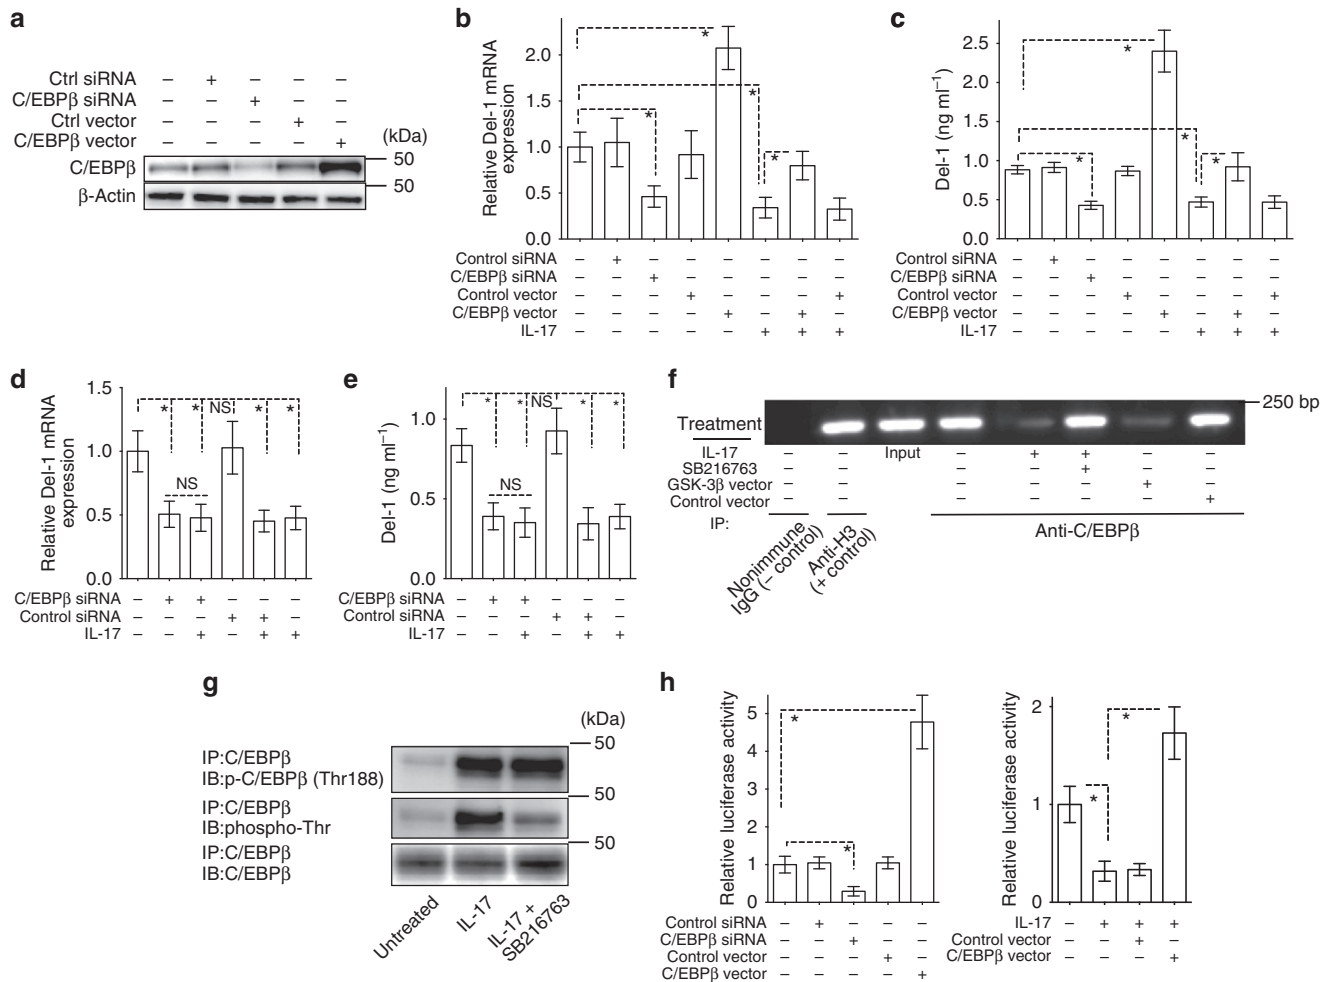 a
Ctrl siRNA – + – – –
C/EBPβ siRNA – – + – –
Ctrl vector – – – + –
C/EBPβ vector – – – – +
(kDa)
C/EBPβ
50
β-Actin
50
b
Relative Del-1 mRNA
expression
2.0
1.5
1.0
0.5
0.0
* * * *
Control siRNA – + – – – – – –
C/EBPβ siRNA – – + – – – – –
Control vector – – – + – – – +
C/EBPβ vector – – – – + – + –
IL-17 – – – – – + + +
c
Del-1 (ng ml⁻¹)
2.5
2.0
1.5
1.0
0.5
0.0
* * * *
Control siRNA – + – – – – – –
C/EBPβ siRNA – – + – – – – –
Control vector – – – + – – – +
C/EBPβ vector – – – – + – + –
IL-17 – – – – – + + +
d
Relative Del-1 mRNA
expression
1.5
1.0
0.5
0.0
* * NS * *
NS
C/EBPβ siRNA – + + – – –
Control siRNA – – – + + –
IL-17 – – + – + +
e
Del-1 (ng ml⁻¹)
1.0
0.5
0.0
* * NS * *
NS
C/EBPβ siRNA – + + – – –
Control siRNA – – – + + –
IL-17 – – + – + +
f
250 bp
Treatment
IL-17 – – Input – + + – –
SB216763 – – – – + – –
GSK-3β vector – – – – – + –
Control vector – – – – – – +
IP:
Nonimmune
IgG (– control)
Anti-H3
(+ control)
Anti-C/EBPβ
g
(kDa)
IP:C/EBPβ
IB:p-C/EBPβ (Thr188)
50
IP:C/EBPβ
IB:phospho-Thr
50
IP:C/EBPβ
IB:C/EBPβ
50
Untreated
IL-17
IL-17 +
SB216763
h
Relative luciferase activity
5
4
3
2
1
0
* *
Control siRNA – + – – –
C/EBPβ siRNA – – + – –
Control vector – – – + –
C/EBPβ vector – – – – +
Relative luciferase activity
2
1
0
* *
IL-17 – + + +
Control vector – – + –
C/EBPβ vector – – – +